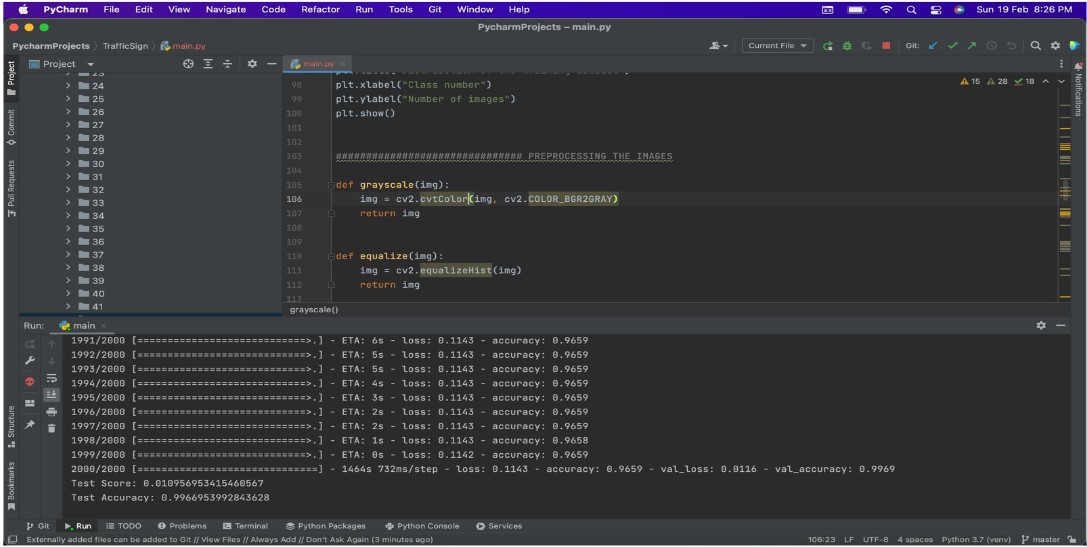 PyCharm File Edit View Navigate Code Refactor Run Tools Git Window Help Sun 19 Feb 8:26 PM
PycharmProjects – main.py
PycharmProjects TrafficSign main.py Current File Git:
Project main.py
Project
Commit
Pull Requests
Notifications
15 28 18
23
24
25
26
27
28
29
30
31
32
33
34
35
36
37
38
39
40
41
98 plt.xlabel("Class number")
99 plt.ylabel("Number of images")
100 plt.show()
101
102
103 ############################### PREPROCESSING THE IMAGES
104
105 def grayscale(img):
106 img = cv2.cvtColor(img, cv2.COLOR_BGR2GRAY)
107 return img
108
109
110 def equalize(img):
111 img = cv2.equalizeHist(img)
112 return img
113
grayscale()
Run: main
1991/2000 [============================>.] - ETA: 6s - loss: 0.1143 - accuracy: 0.9659
1992/2000 [============================>.] - ETA: 5s - loss: 0.1143 - accuracy: 0.9659
1993/2000 [============================>.] - ETA: 5s - loss: 0.1143 - accuracy: 0.9659
1994/2000 [============================>.] - ETA: 4s - loss: 0.1143 - accuracy: 0.9659
1995/2000 [============================>.] - ETA: 3s - loss: 0.1143 - accuracy: 0.9659
1996/2000 [============================>.] - ETA: 2s - loss: 0.1143 - accuracy: 0.9659
1997/2000 [============================>.] - ETA: 2s - loss: 0.1143 - accuracy: 0.9659
1998/2000 [============================>.] - ETA: 1s - loss: 0.1143 - accuracy: 0.9658
1999/2000 [============================>.] - ETA: 0s - loss: 0.1142 - accuracy: 0.9659
2000/2000 [==============================] - 1464s 732ms/step - loss: 0.1143 - accuracy: 0.9659 - val_loss: 0.0116 - val_accuracy: 0.9969
Test Score: 0.010956953415460567
Test Accuracy: 0.9966953992843628
Structure
Bookmarks
Git Run TODO Problems Terminal Python Packages Python Console Services
Externally added files can be added to Git // View Files // Always Add // Don't Ask Again (3 minutes ago) 106:23 LF UTF-8 4 spaces Python 3.7 (venv) master